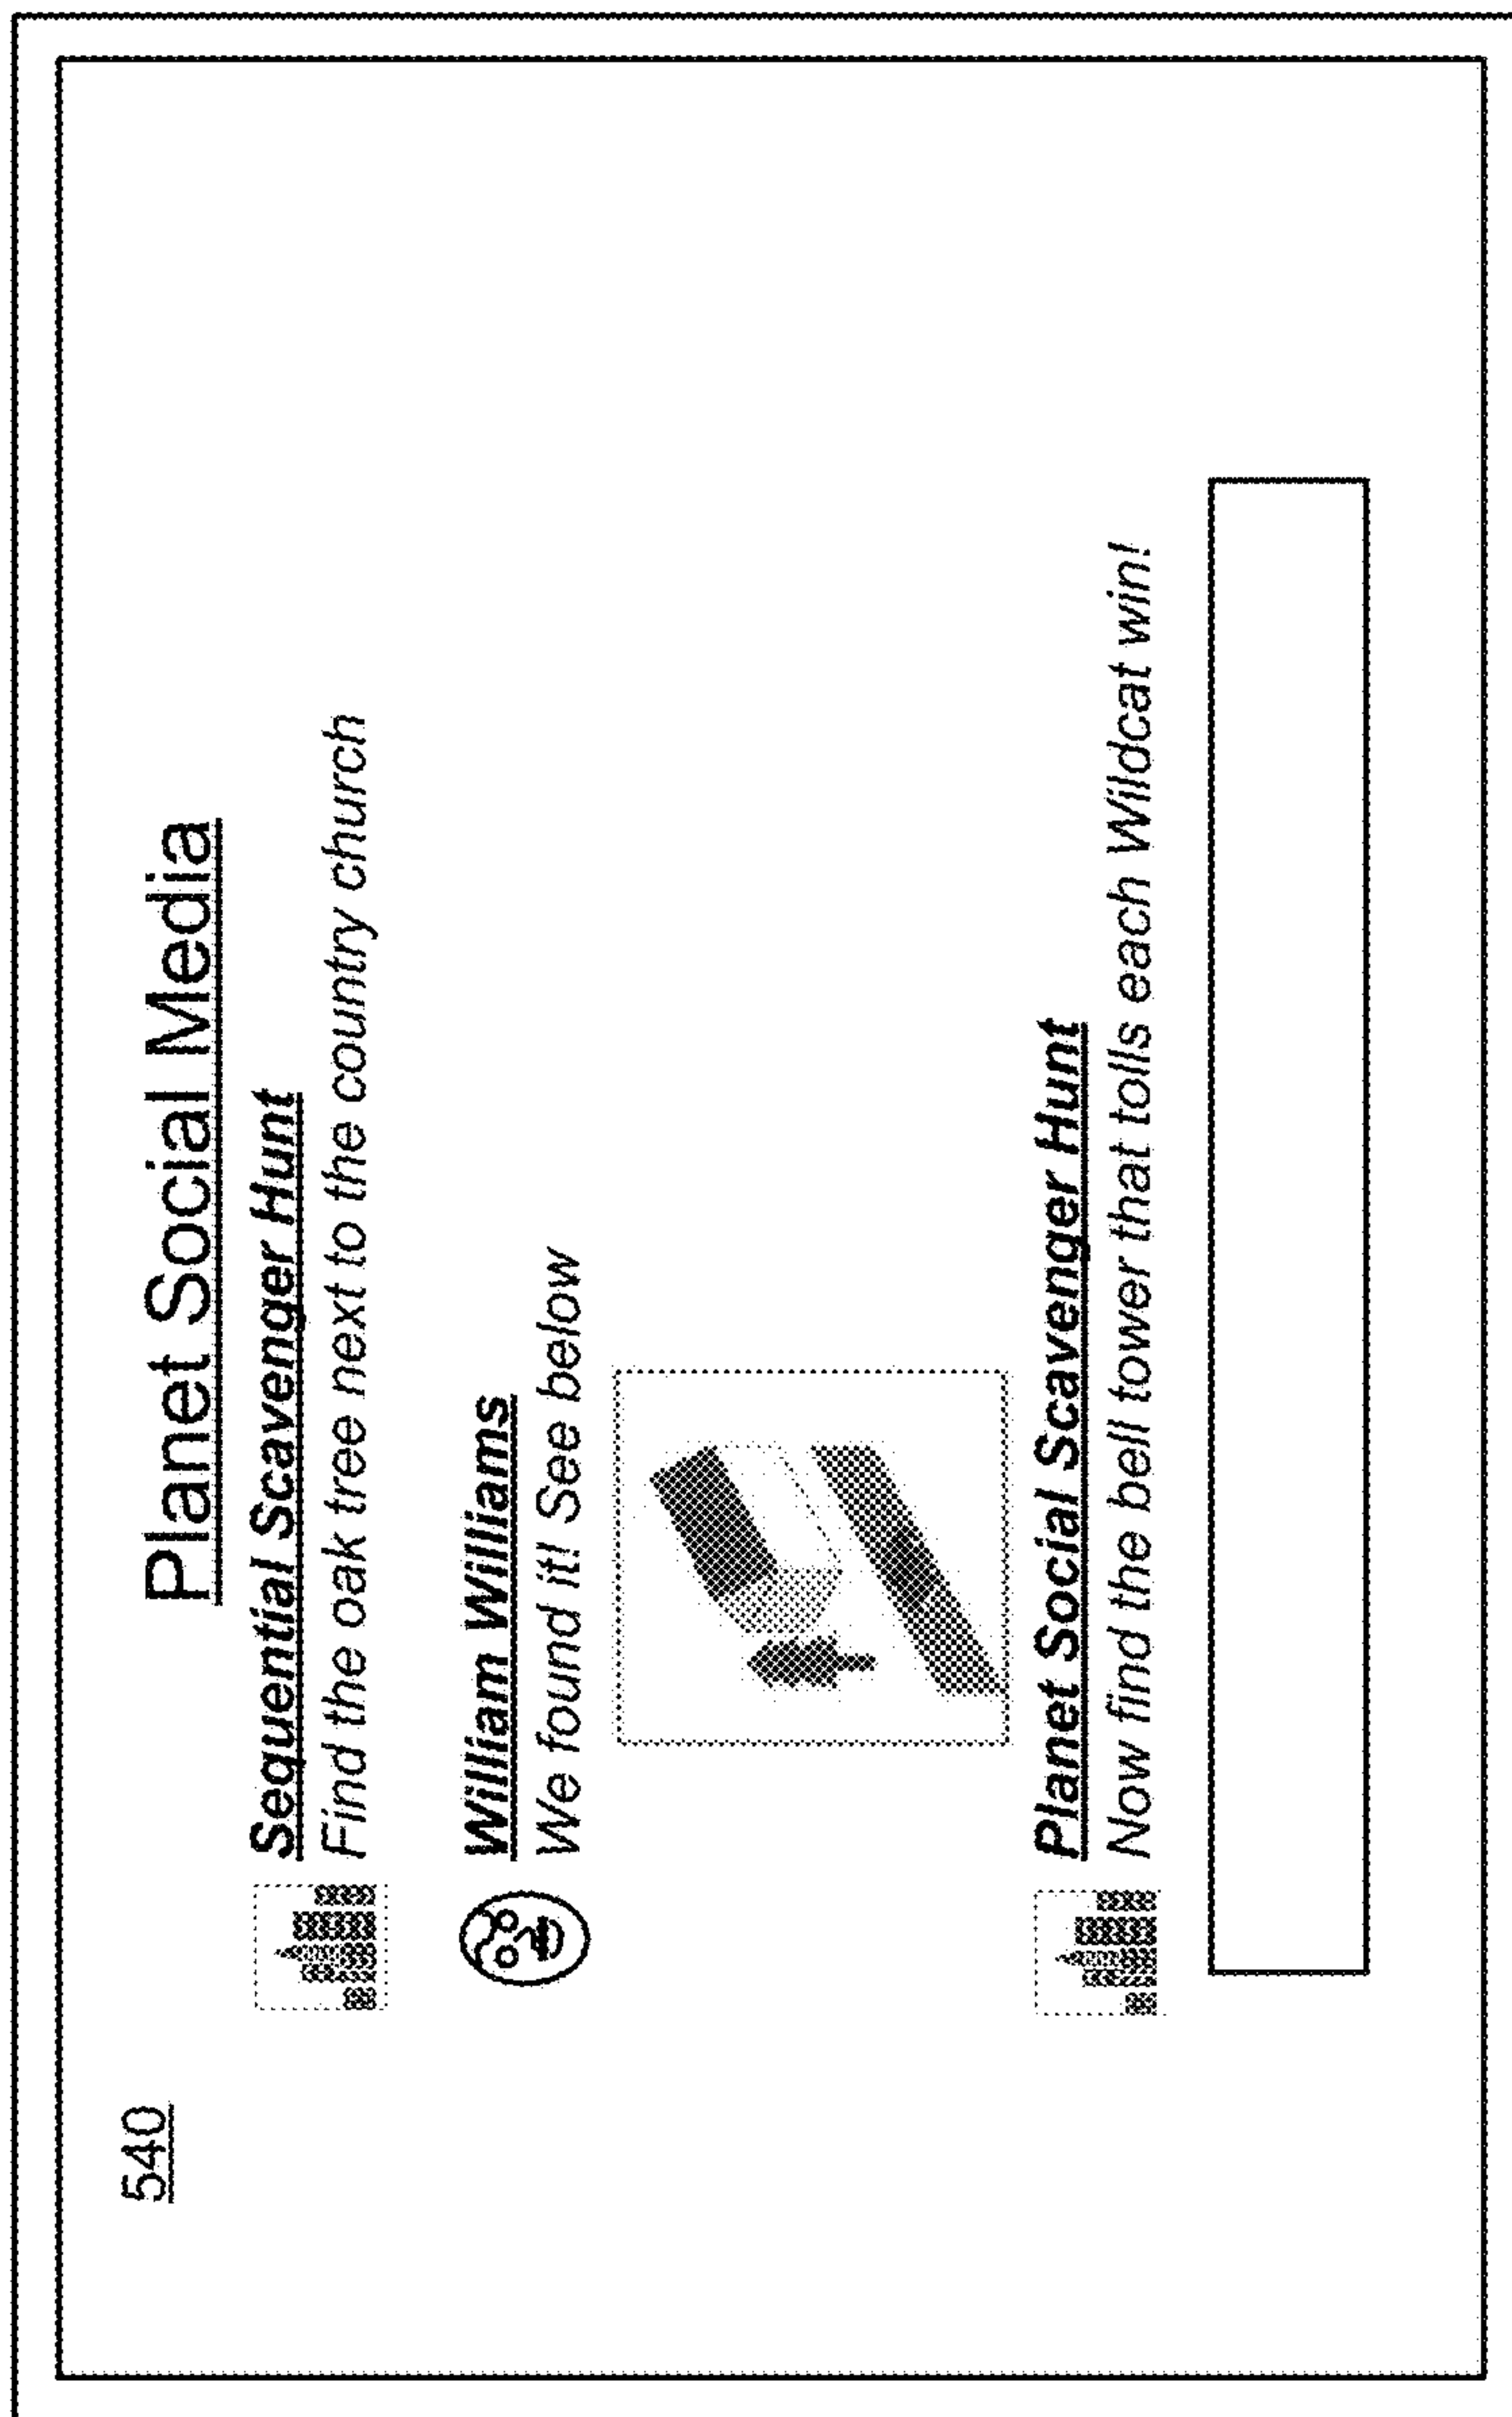 540
Planet Social Media
Sequential Scavenger Hunt
Find the oak tree next to the country church
William Williams
We found it! See below
Planet Social Scavenger Hunt
Now find the bell tower that tolls each Wildcat win!